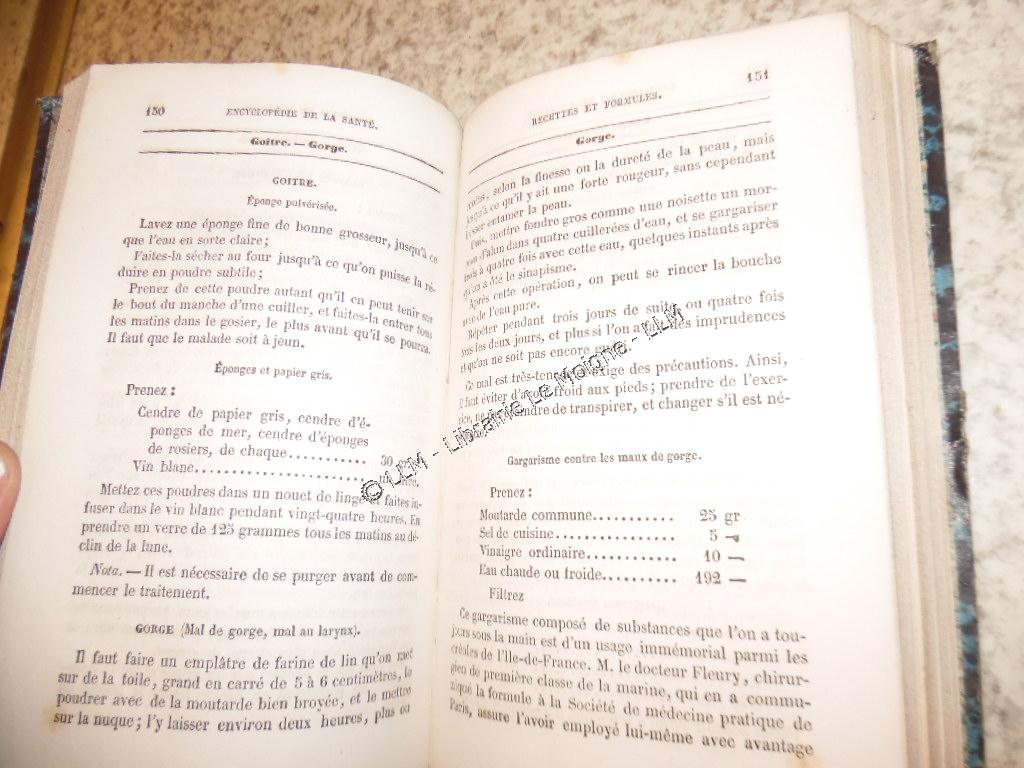 150
ENCYCLOPÉDIE DE LA SANTÉ.
Goître. — Gorge.
GOITRE.
Éponge pulvérisée.
Lavez une éponge fine de bonne grosseur, jusqu'à ce
que l'eau en sorte claire;
Faites-la sécher au four jusqu'à ce qu'on puisse la ré-
duire en poudre subtile;
Prenez de cette poudre autant qu'il en peut tenir sur
le bout du manche d'une cuiller, et faites-la entrer tous
les matins dans le gosier, le plus avant qu'il se pourra.
Il faut que le malade soit à jeun.
Éponges et papier gris.
Prenez :
Cendre de papier gris, cendre d'é-
ponges de mer, cendre d'éponges
de rosiers, de chaque........... 30
Vin blanc........................
Mettez ces poudres dans un nouet de linge et faites in-
fuser dans le vin blanc pendant vingt-quatre heures. En
prendre un verre de 125 grammes tous les matins au dé-
clin de la lune.
Nota. — Il est nécessaire de se purger avant de com-
mencer le traitement.
GORGE (Mal de gorge, mal au larynx).
Il faut faire un emplâtre de farine de lin qu'on met
sur de la toile, grand en carré de 5 à 6 centimètres, le
poudrer avec de la moutarde bien broyée, et le mettre
sur la nuque; l'y laisser environ deux heures, plus ou
RECETTES ET FORMULES.
151
Gorge.
moins, selon la finesse ou la dureté de la peau, mais
jusqu'à ce qu'il y ait une forte rougeur, sans cependant
laisser entamer la peau.
Puis, mettre fondre gros comme une noisette un mor-
ceau d'alun dans quatre cuillerées d'eau, et se gargariser
trois à quatre fois avec cette eau, quelques instants après
qu'on a ôté le sinapisme.
Après cette opération, on peut se rincer la bouche
avec de l'eau pure.
Répéter pendant trois jours de suite ou quatre fois
tous les deux jours, et plus si l'on a fait des imprudences
et qu'on ne soit pas encore
Ce mal est très-tenace et exige des précautions. Ainsi,
il faut éviter d'avoir froid aux pieds; prendre de l'exer-
cice, ne pas craindre de transpirer, et changer s'il est né-
Gargarisme contre les maux de gorge.
Prenez :
Moutarde commune........... 25 gr
Sel de cuisine............... 5 —
Vinaigre ordinaire............ 10 —
Eau chaude ou froide.......... 192 —
Filtrez
Ce gargarisme composé de substances que l'on a tou-
jours sous la main est d'un usage immémorial parmi les
créoles de l'Ile-de-France. M. le docteur Fleury, chirur-
gien de première classe de la marine, qui en a commu-
niqué la formule à la Société de médecine pratique de
Paris, assure l'avoir employé lui-même avec avantage
© LLM - Librairie Le Moigne - LLM